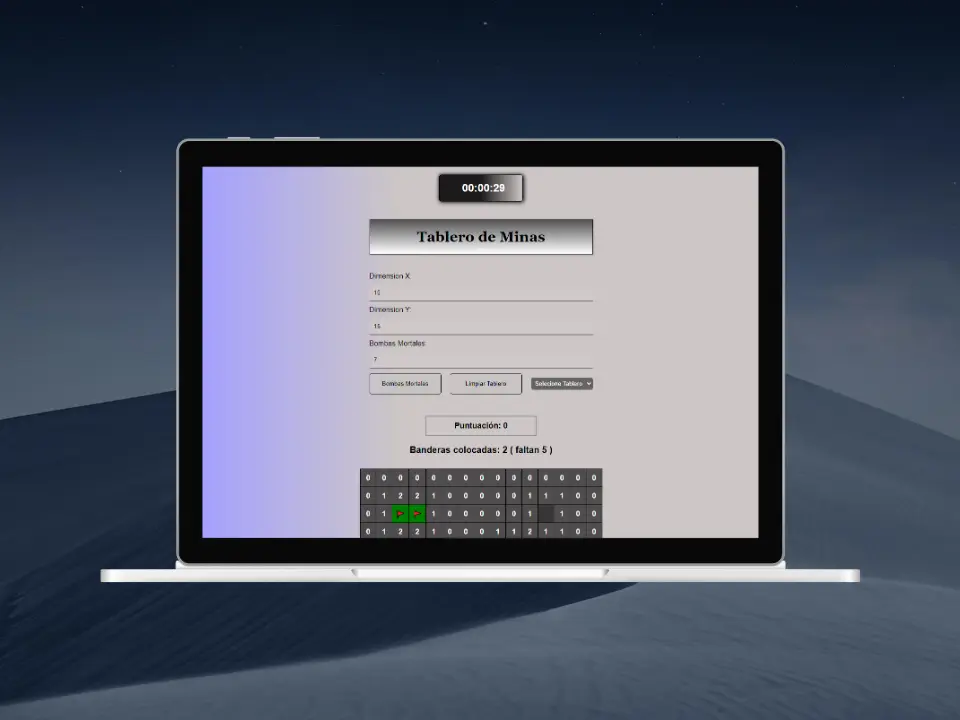 00:00:29
Tablero de Minas
Dimension X:
10
Dimension Y:
15
Bombas Mortales:
7
Bombas Mortales Limpiar Tablero Selecione Tablero
Puntuación: 0
Banderas colocadas: 2 ( faltan 5 )
0 0 0 0 0 0 0 0 0 0 0 0 0 0 0
0 1 2 2 1 0 0 0 0 0 1 1 1 0 0
0 1 1 0 0 0 0 0 1 1 0 0
0 1 2 2 1 0 0 0 1 1 2 1 1 0 0